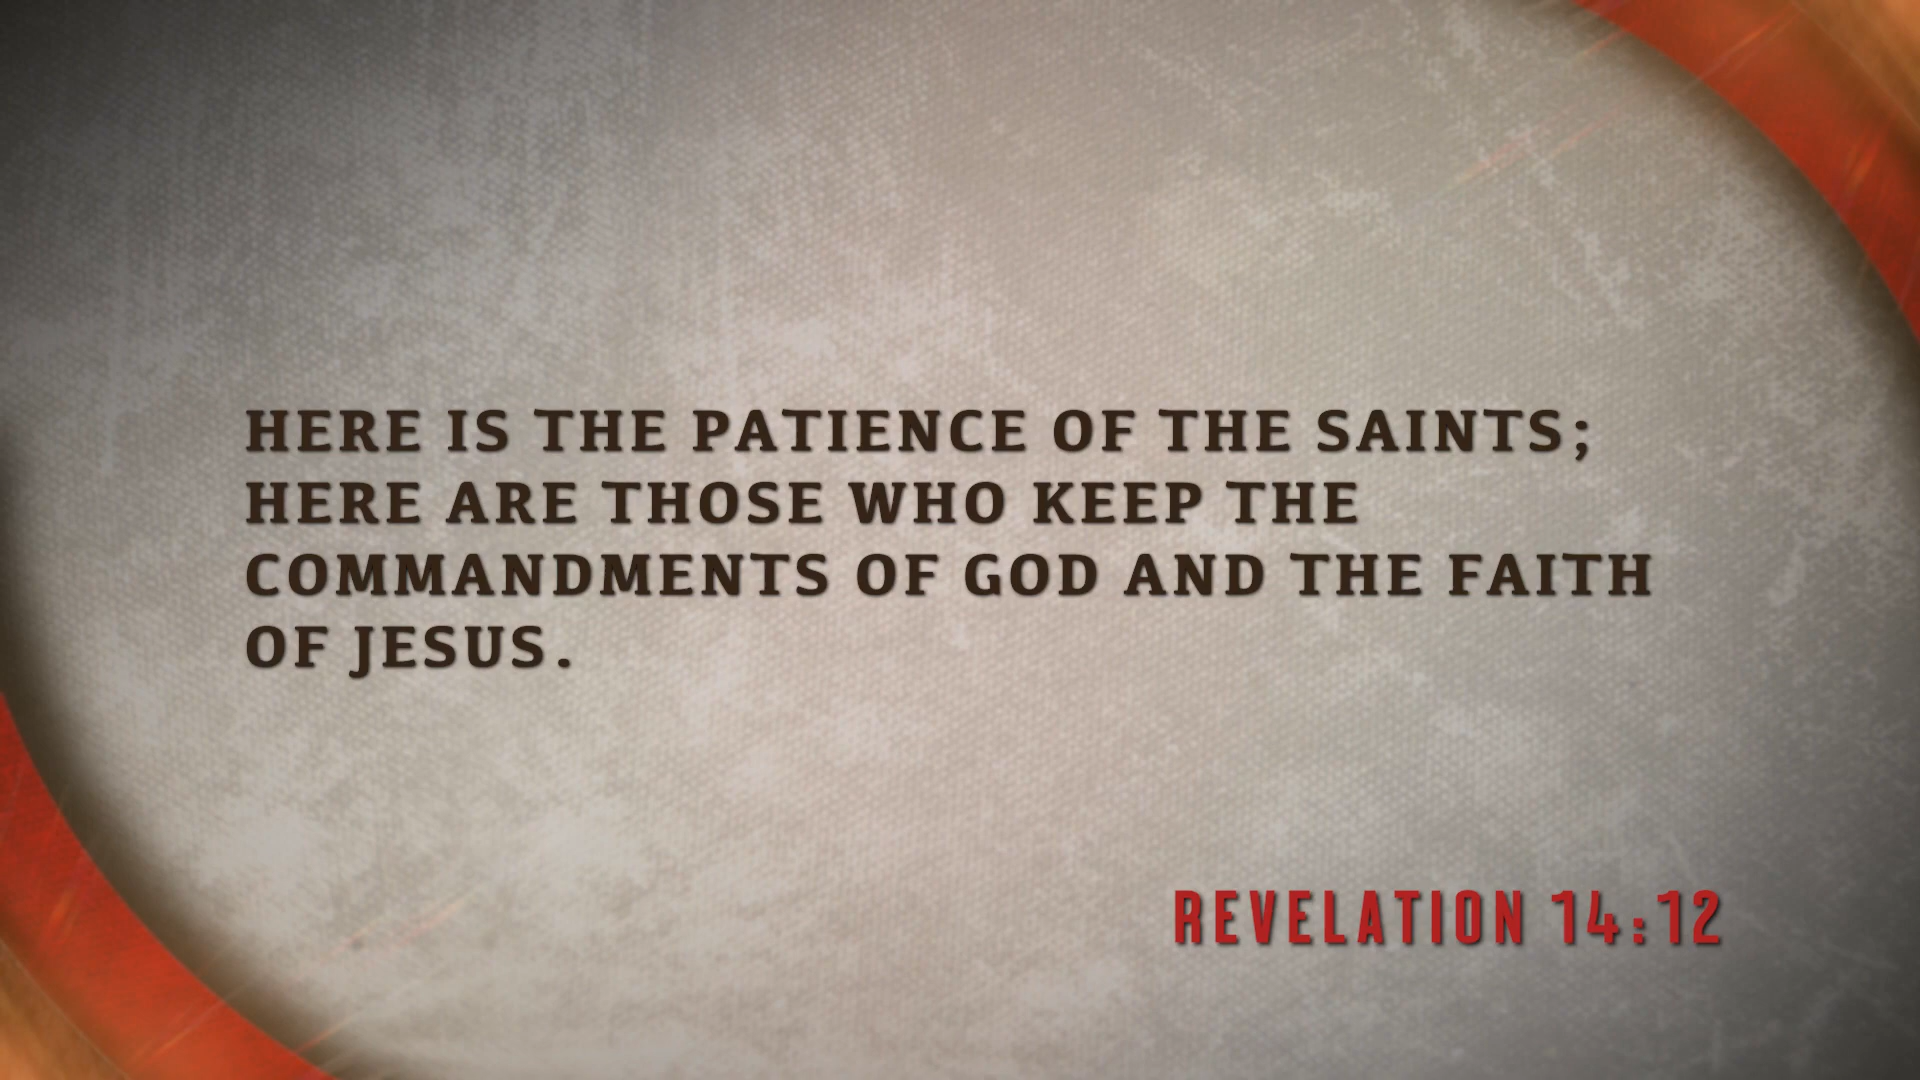 HERE IS THE PATIENCE OF THE SAINTS;
HERE ARE THOSE WHO KEEP THE
COMMANDMENTS OF GOD AND THE FAITH
OF JESUS.
REVELATION 14:12